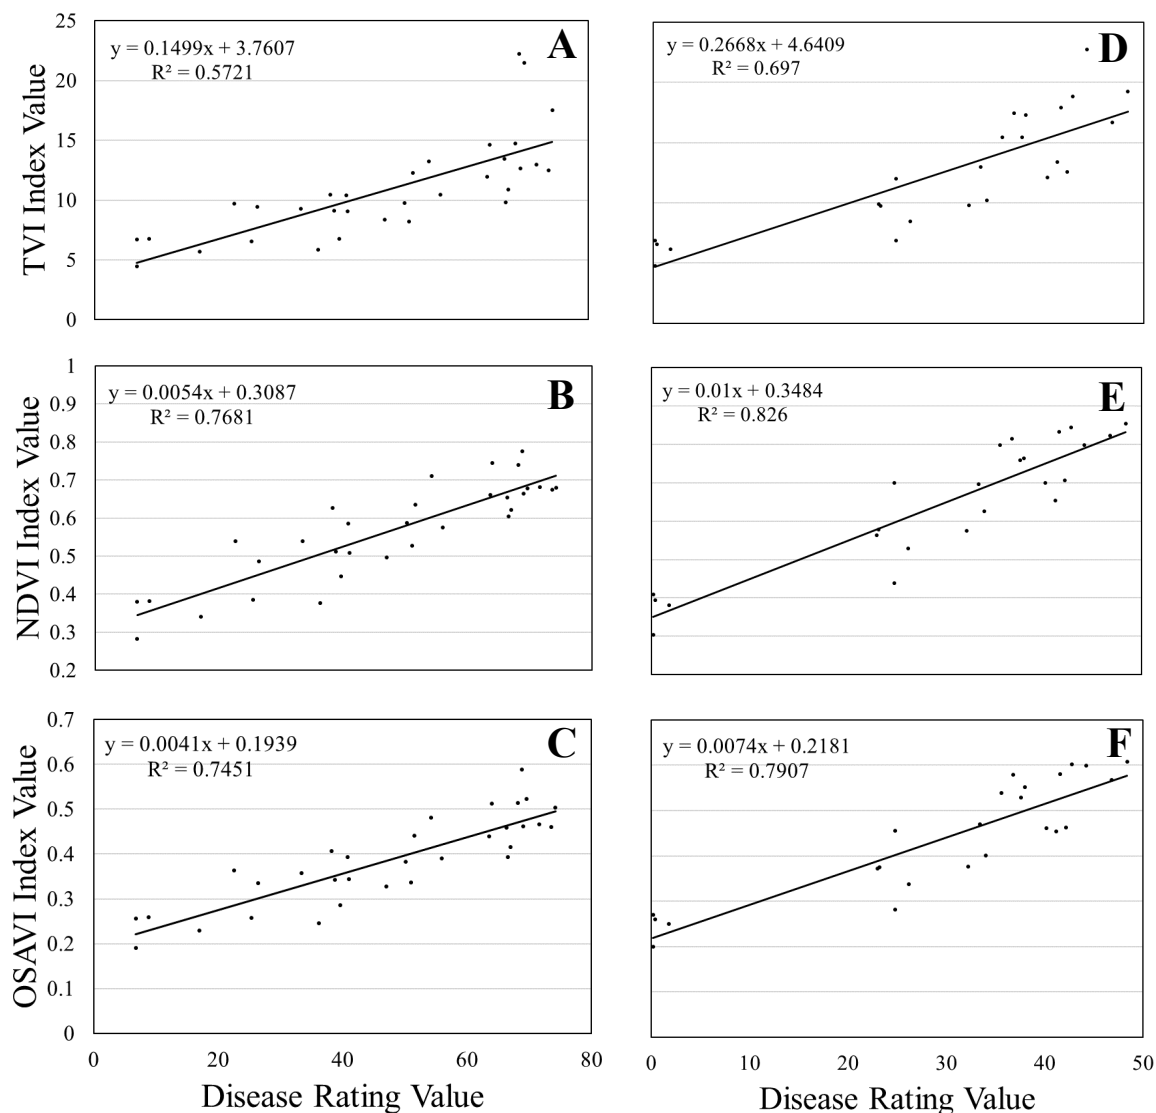 25
20
15
10
5
0
TVI Index Value
y = 0.1499x + 3.7607
R² = 0.5721
A
y = 0.2668x + 4.6409
R² = 0.697
D
1
0.9
0.8
0.7
0.6
0.5
0.4
0.3
0.2
NDVI Index Value
y = 0.0054x + 0.3087
R² = 0.7681
B
y = 0.01x + 0.3484
R² = 0.826
E
0.7
0.6
0.5
0.4
0.3
0.2
0.1
0
OSAVI Index Value
y = 0.0041x + 0.1939
R² = 0.7451
C
y = 0.0074x + 0.2181
R² = 0.7907
F
0 20 40 60 80
Disease Rating Value
0 10 20 30 40 50
Disease Rating Value